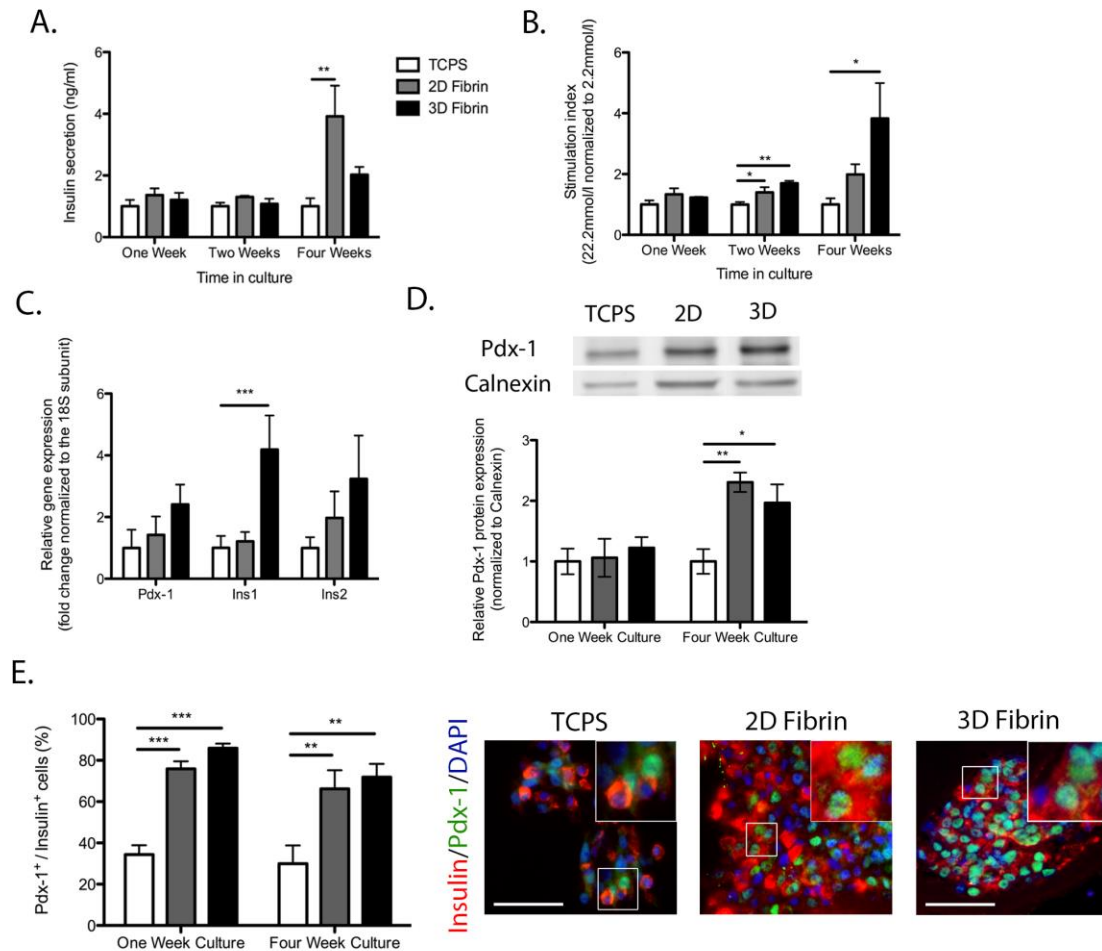 A.
Insulin secretion (ng/ml)
6
4
2
0
**
One Week
Two Weeks
Four Weeks
Time in culture
TCPS
2D Fibrin
3D Fibrin
B.
Stimulation index
(22.2mmol/l normalized to 2.2mmol/l)
6
4
2
0
*
**
*
One Week
Two Weeks
Four Weeks
Time in culture
C.
Relative gene expression
(fold change normalized to the 18S subunit)
6
4
2
0
***
Pdx-1
Ins1
Ins2
D.
TCPS 2D 3D
Pdx-1
Calnexin
Relative Pdx-1 protein expression
(normalized to Calnexin)
3
2
1
0
*
**
One Week Culture
Four Week Culture
E.
Pdx-1+ / Insulin+ cells (%)
100
80
60
40
20
0
***
***
**
**
One Week Culture
Four Week Culture
Insulin/Pdx-1/DAPI
TCPS
2D Fibrin
3D Fibrin